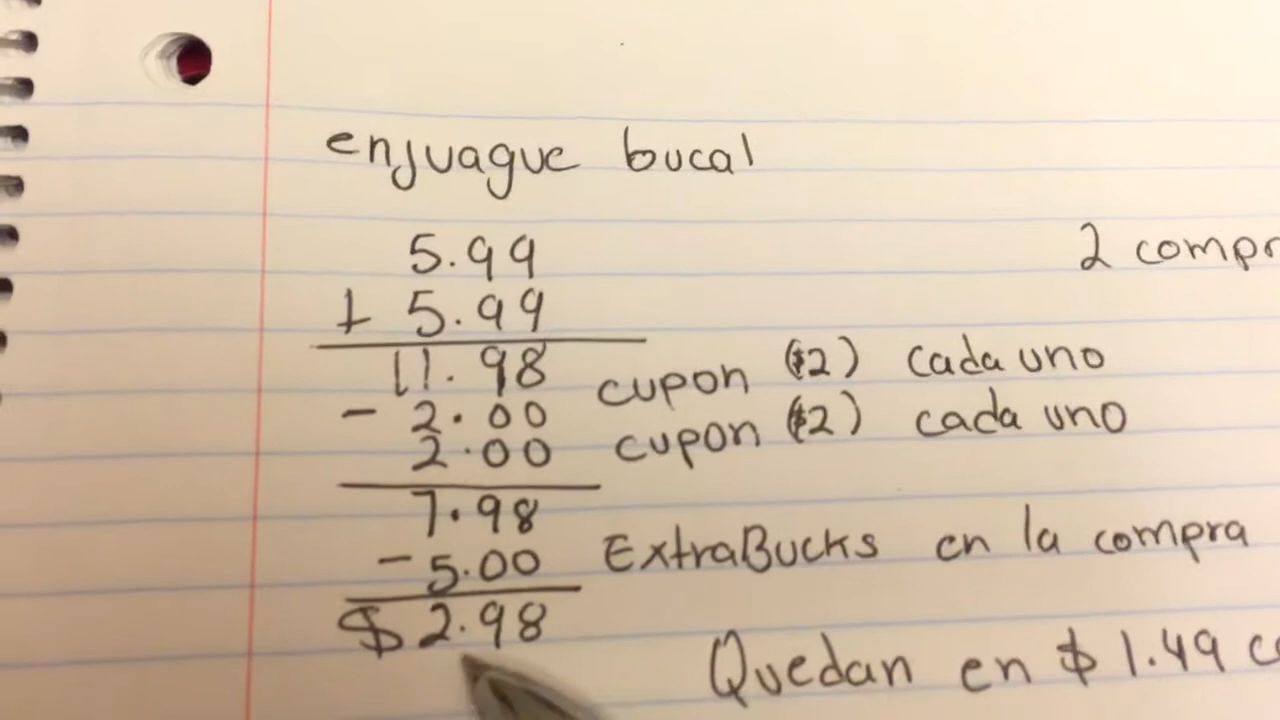 enjuague bucal
5.99
2 compr
+ 5.99
11.98 cupon ($2) cada uno
- 2.00 cupon ($2) cada uno
2.00
7.98
- 5.00 ExtraBucks en la compra
$ 2.98
Quedan en $ 1.49 c